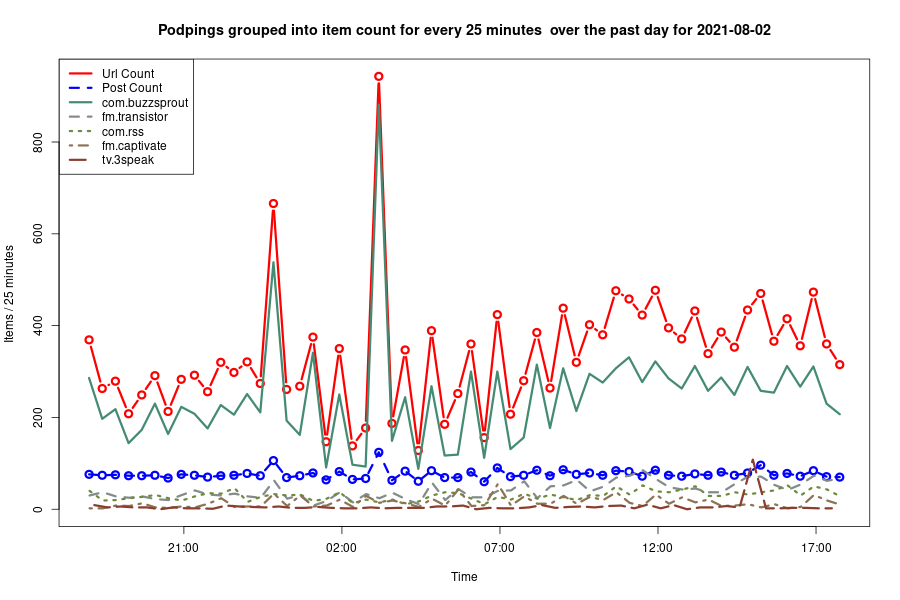 Podpings grouped into item count for every 25 minutes  over the past day for 2021-08-02
Url Count
Post Count
com.buzzsprout
fm.transistor
com.rss
fm.captivate
tv.3speak
Items / 25 minutes
800
600
400
200
0
21:00
02:00
07:00
12:00
17:00
Time